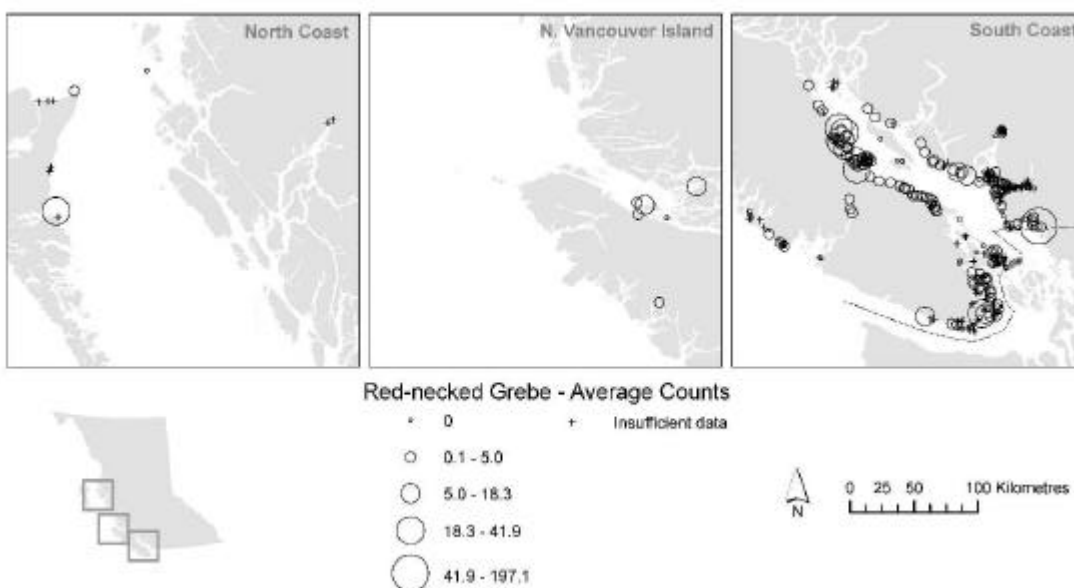 North Coast
N. Vancouver Island
South Coast
Red-necked Grebe - Average Counts
0
Insufficient data
0.1 - 5.0
5.0 - 18.3
18.3 - 41.9
41.9 - 197.1
N
0 25 50 100 Kilometres